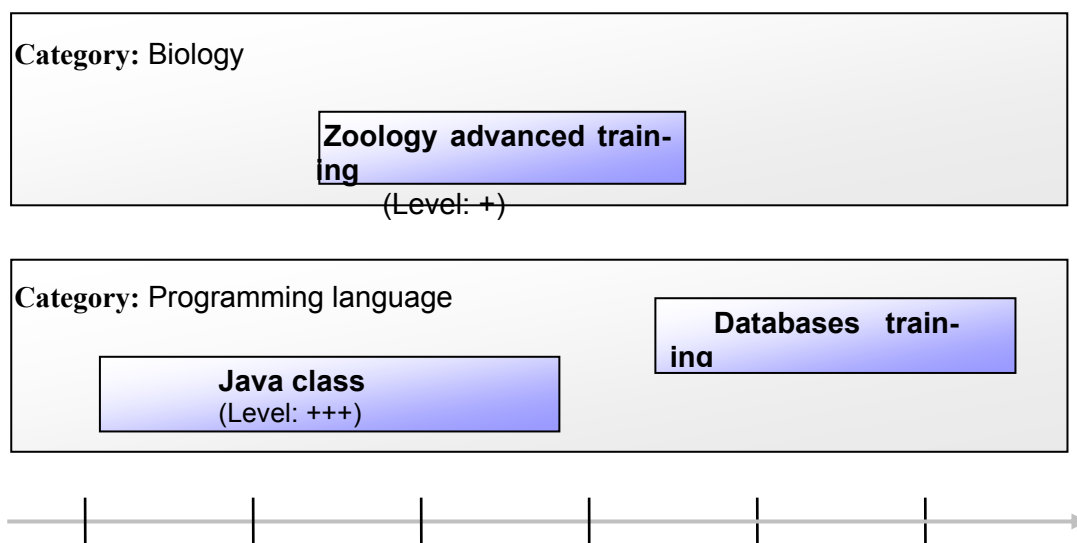 Category: Biology
Zoology advanced train-
ing
(Level: +)
Category: Programming language
Databases train-
ing
Java class
(Level: +++)